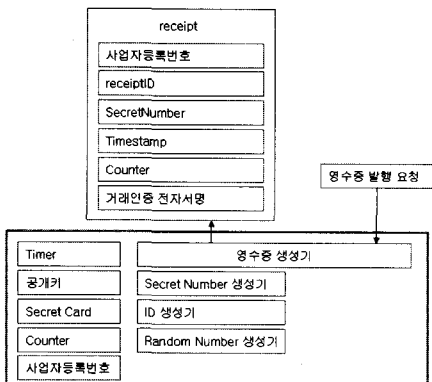 receipt
사업자등록번호
receiptID
SecretNumber
Timestamp
Counter
거래인증 전자서명
영수증 발행 요청
Timer
영수증 생성기
공개키
Secret Number 생성기
Secret Card
ID 생성기
Counter
Random Number 생성기
사업자등록번호